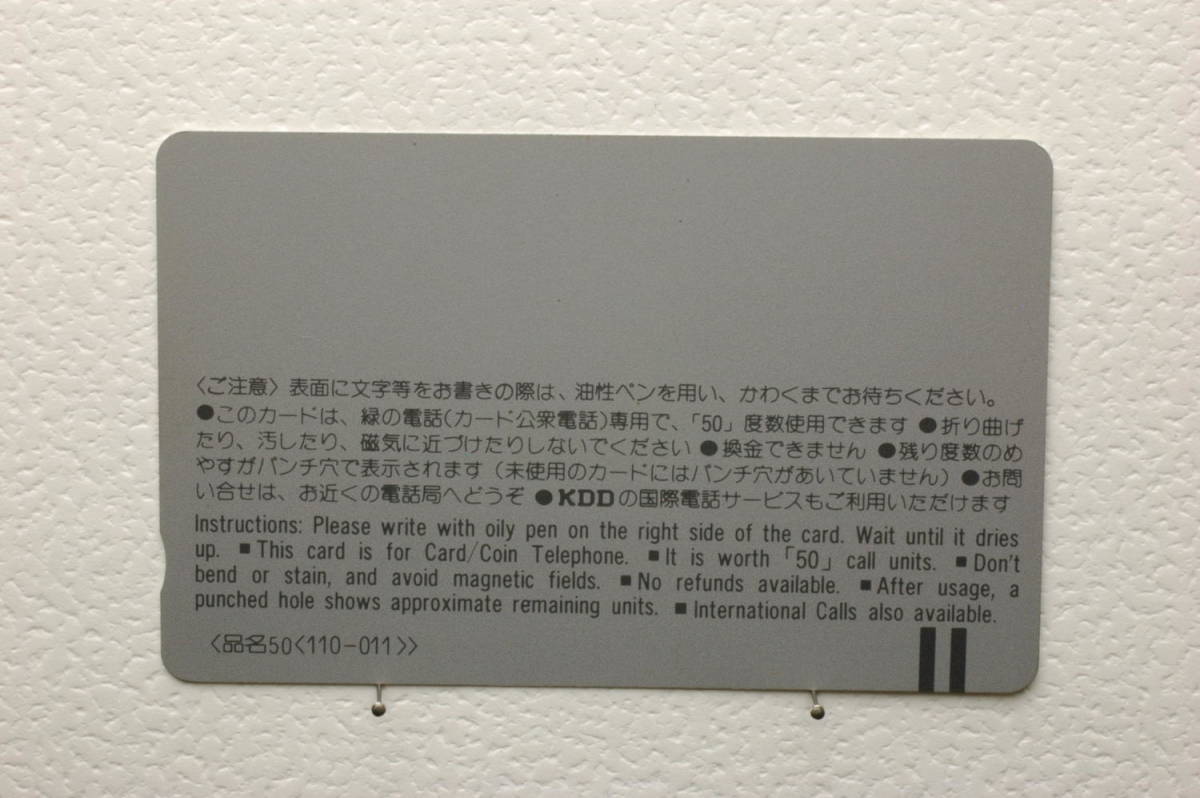 〈ご注意〉表面に文字等をお書きの際は、油性ペンを用い、かわくまでお待ちください。
●このカードは、緑の電話(カード公衆電話)専用で、「50」度数使用できます ●折り曲げ
たり、汚したり、磁気に近づけたりしないでください ●換金できません ●残り度数のめ
やすがパンチ穴で表示されます（未使用のカードにはパンチ穴があいていません）●お問
い合せは、お近くの電話局へどうぞ ●KDDの国際電話サービスもご利用いただけます
Instructions: Please write with oily pen on the right side of the card. Wait until it dries
up. ■This card is for Card/Coin Telephone. ■It is worth「50」call units. ■Don't
bend or stain, and avoid magnetic fields. ■No refunds available. ■After usage, a
punched hole shows approximate remaining units. ■International Calls also available.
〈品名50〈110-011〉〉